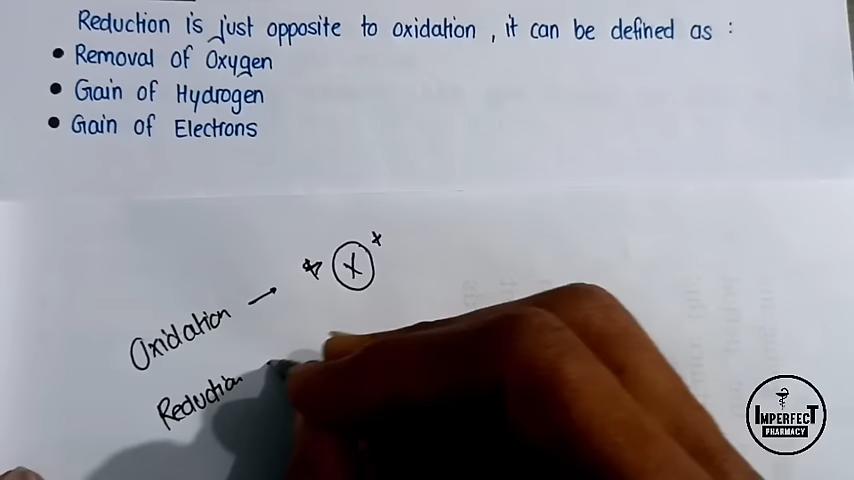 Reduction is just opposite to oxidation, it can be defined as :
• Removal of Oxygen
• Gain of Hydrogen
• Gain of Electrons
Oxidation → X
Reduction
IMPERFECT
PHARMACY